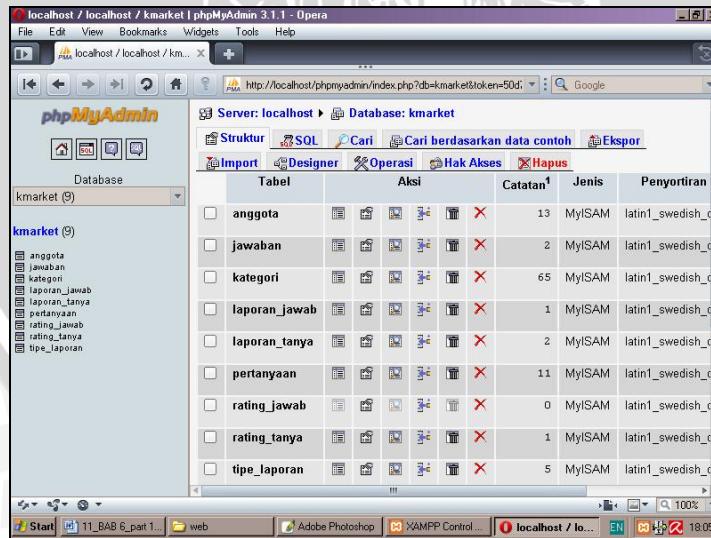 localhost / localhost / kmarket | phpMyAdmin 3.1.1 - Opera
File Edit View Bookmarks Widgets Tools Help
PMA localhost / localhost / km...
http://localhost/phpmyadmin/index.php?db=kmarket&token=50d; Google
phpMyAdmin
Server: localhost Database: kmarket
Struktur SQL Cari Cari berdasarkan data contoh Ekspor
Import Designer Operasi Hak Akses Hapus
SQL
Database
kmarket (9)
kmarket (9)
anggota
jawaban
kategori
laporan_jawab
laporan_tanya
pertanyaan
rating_jawab
rating_tanya
tipe_laporan
Tabel Aksi Catatan1 Jenis Penyortiran
anggota 13 MyISAM latin1_swedish_c
jawaban 2 MyISAM latin1_swedish_c
kategori 65 MyISAM latin1_swedish_c
laporan_jawab 1 MyISAM latin1_swedish_c
laporan_tanya 2 MyISAM latin1_swedish_c
pertanyaan 11 MyISAM latin1_swedish_c
rating_jawab 0 MyISAM latin1_swedish_c
rating_tanya 1 MyISAM latin1_swedish_c
tipe_laporan 5 MyISAM latin1_swedish_c
100%
Start 11_BAB 6_part 1... web Adobe Photoshop XAMPP Control ... localhost / lo... EN 18:05